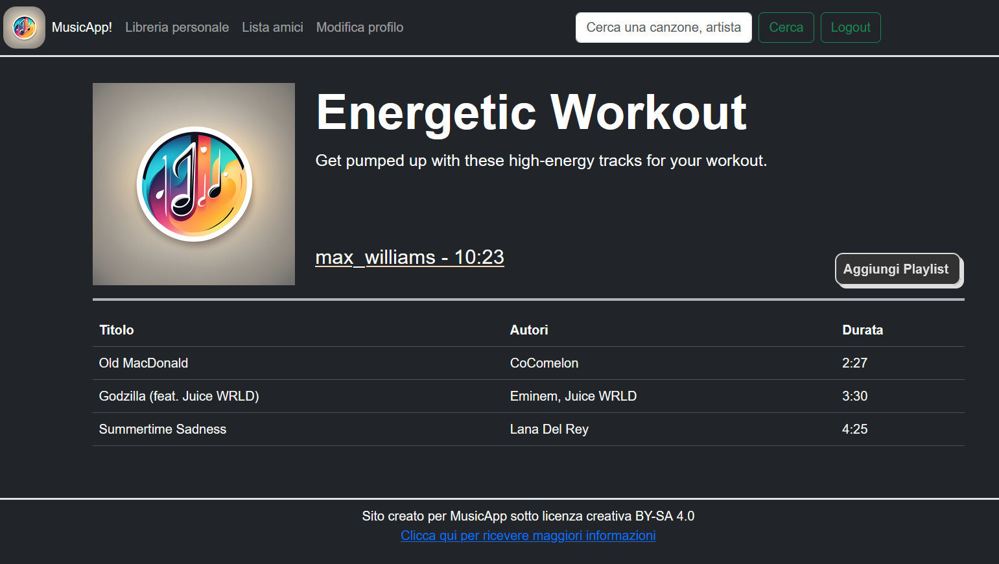 MusicApp! Libreria personale Lista amici Modifica profilo Cerca una canzone, artista Cerca Logout
Energetic Workout
Get pumped up with these high-energy tracks for your workout.
max_williams - 10:23
Aggiungi Playlist
Titolo Autori Durata
Old MacDonald CoComelon 2:27
Godzilla (feat. Juice WRLD) Eminem, Juice WRLD 3:30
Summertime Sadness Lana Del Rey 4:25
Sito creato per MusicApp sotto licenza creativa BY-SA 4.0
Clicca qui per ricevere maggiori informazioni